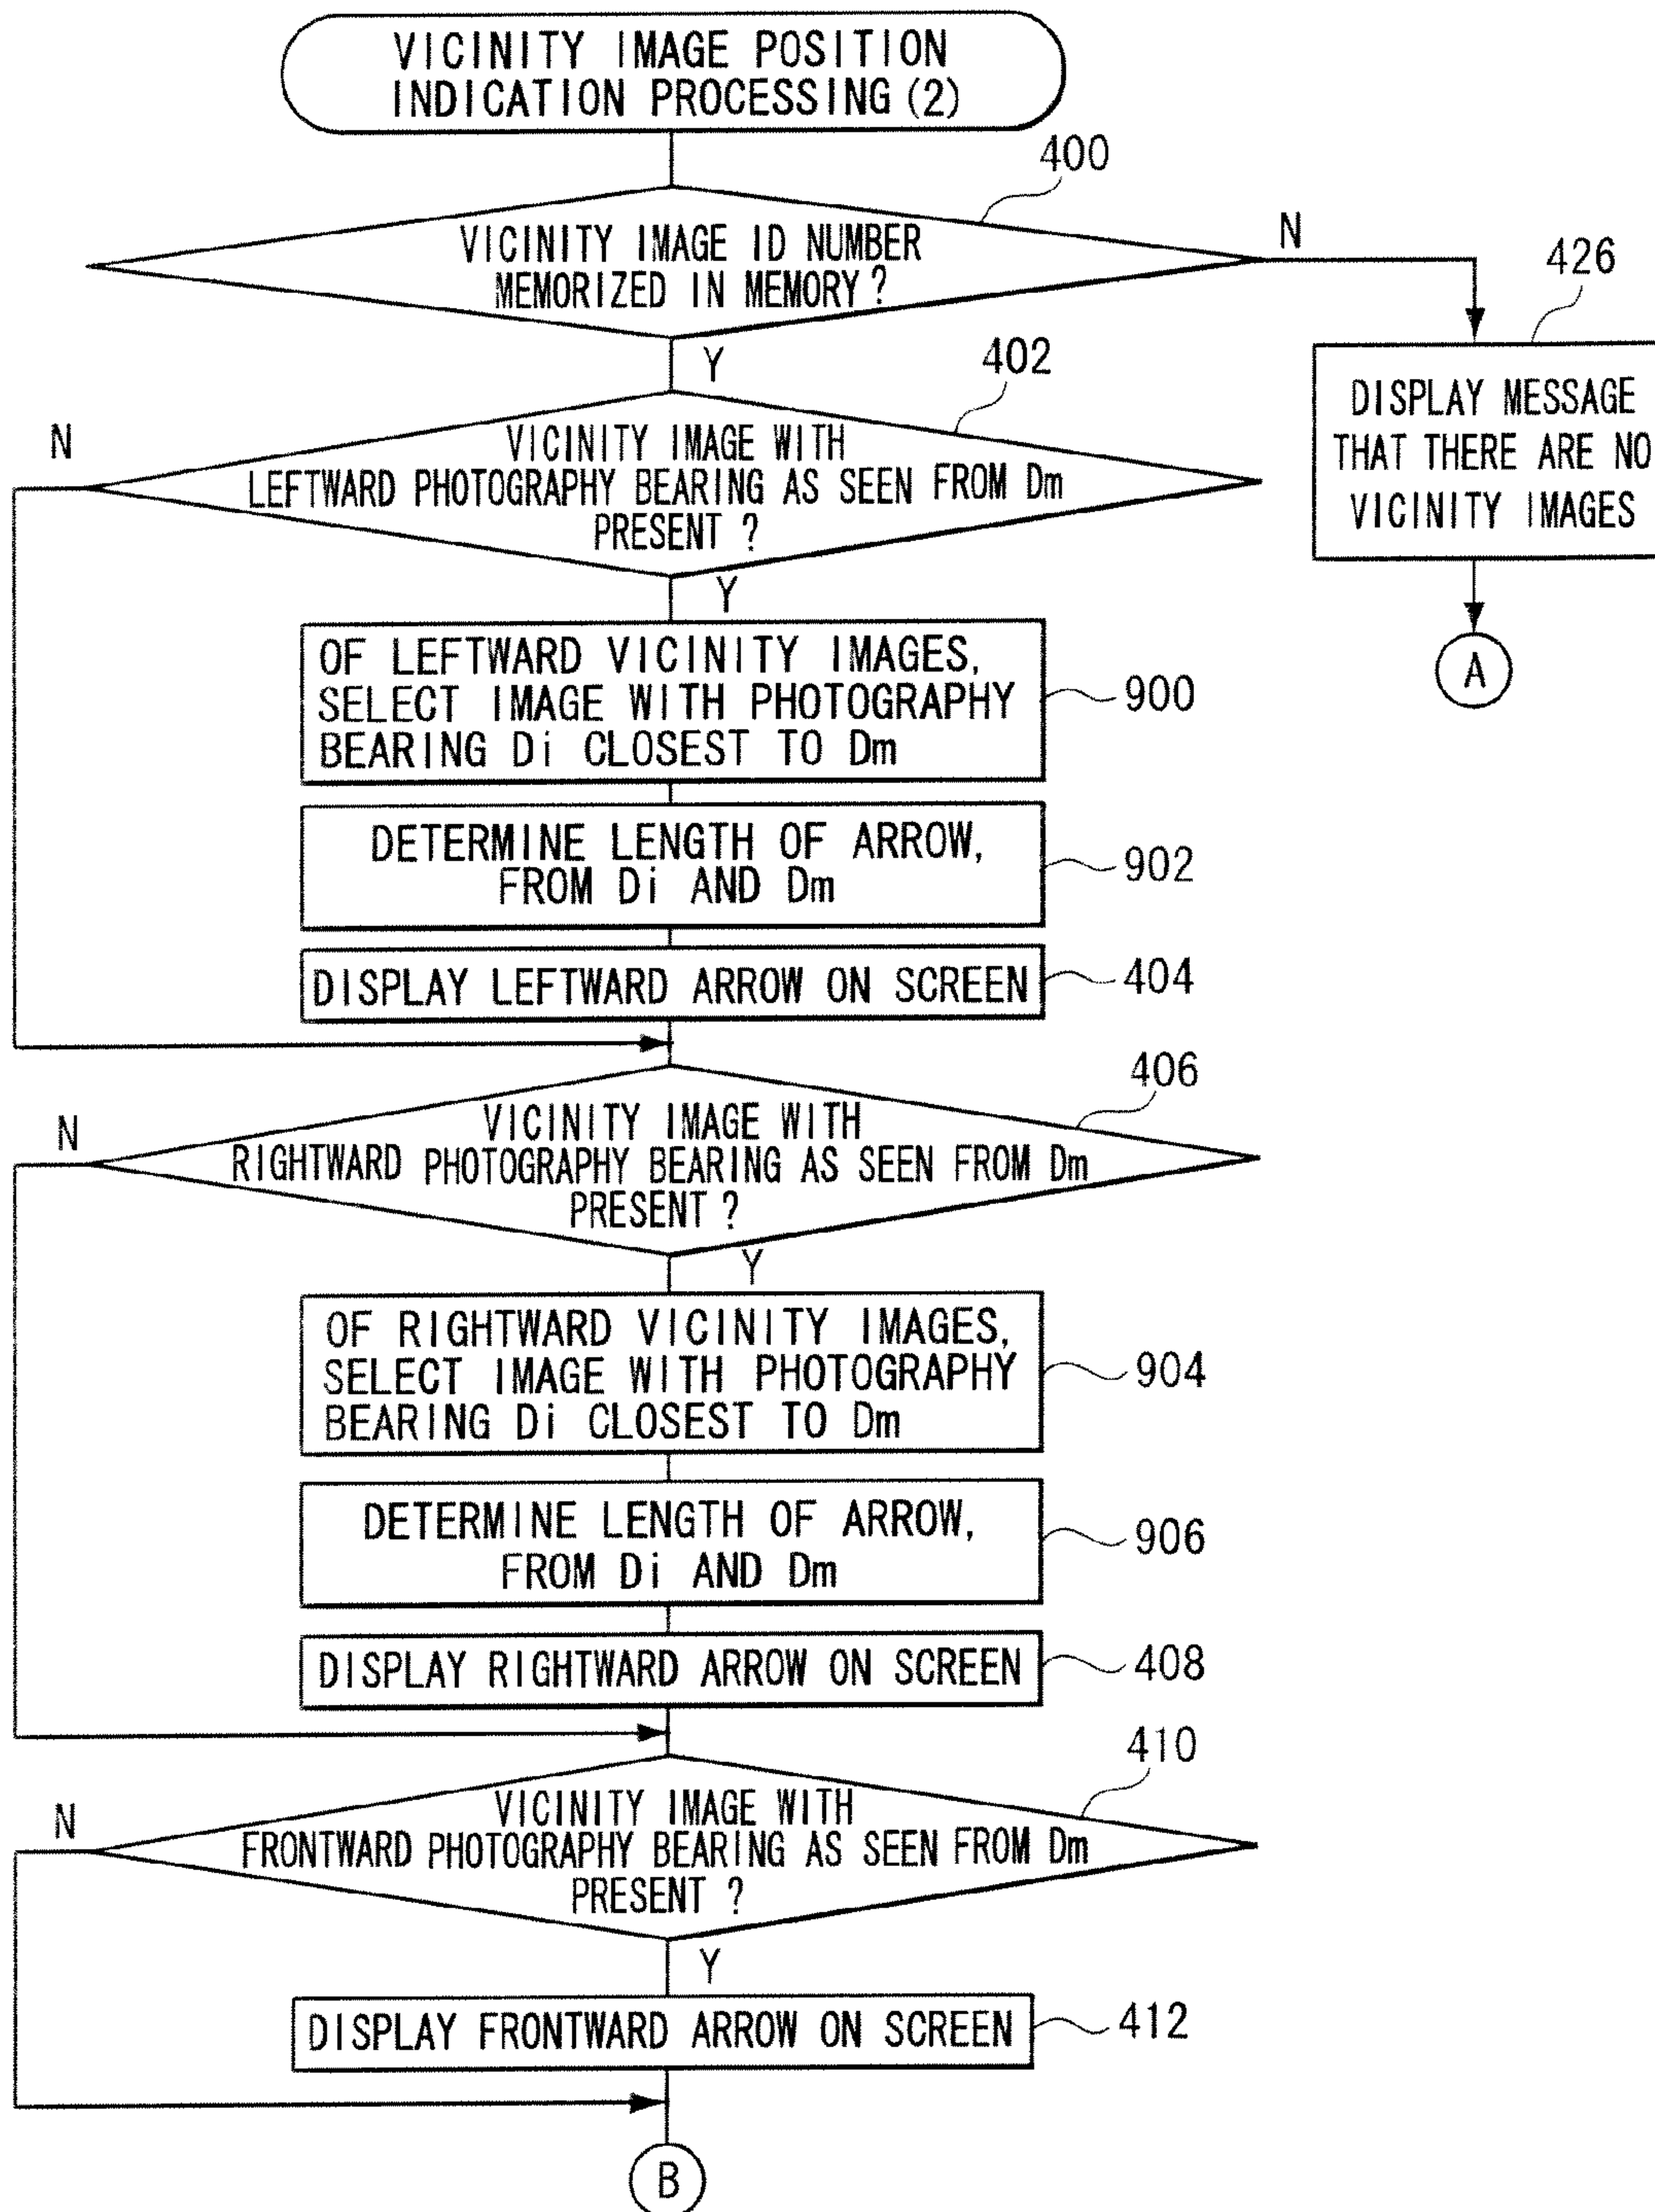 VICINITY IMAGE POSITION
INDICATION PROCESSING (2)
400
VICINITY IMAGE ID NUMBER
MEMORIZED IN MEMORY?
N
Y
426
DISPLAY MESSAGE
THAT THERE ARE NO
VICINITY IMAGES
A
402
VICINITY IMAGE WITH
LEFTWARD PHOTOGRAPHY BEARING AS SEEN FROM Dm
PRESENT ?
N
Y
OF LEFTWARD VICINITY IMAGES,
SELECT IMAGE WITH PHOTOGRAPHY
BEARING Di CLOSEST TO Dm
900
DETERMINE LENGTH OF ARROW,
FROM Di AND Dm
902
DISPLAY LEFTWARD ARROW ON SCREEN
404
406
VICINITY IMAGE WITH
RIGHTWARD PHOTOGRAPHY BEARING AS SEEN FROM Dm
PRESENT ?
N
Y
OF RIGHTWARD VICINITY IMAGES,
SELECT IMAGE WITH PHOTOGRAPHY
BEARING Di CLOSEST TO Dm
904
DETERMINE LENGTH OF ARROW,
FROM Di AND Dm
906
DISPLAY RIGHTWARD ARROW ON SCREEN
408
410
VICINITY IMAGE WITH
FRONTWARD PHOTOGRAPHY BEARING AS SEEN FROM Dm
PRESENT ?
N
Y
DISPLAY FRONTWARD ARROW ON SCREEN
412
B